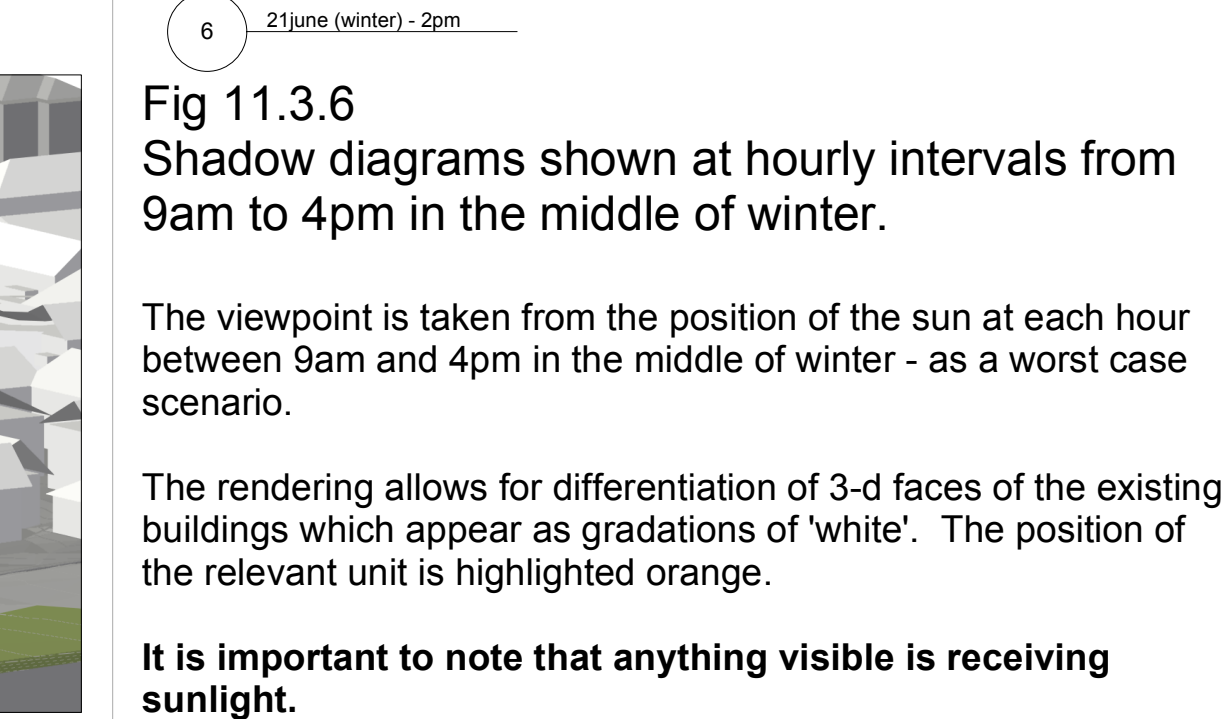 6
21june (winter) - 2pm
Fig 11.3.6
Shadow diagrams shown at hourly intervals from
9am to 4pm in the middle of winter.
The viewpoint is taken from the position of the sun at each hour
between 9am and 4pm in the middle of winter - as a worst case
scenario.
The rendering allows for differentiation of 3-d faces of the existing
buildings which appear as gradations of 'white'.  The position of
the relevant unit is highlighted orange.
It is important to note that anything visible is receiving
sunlight.